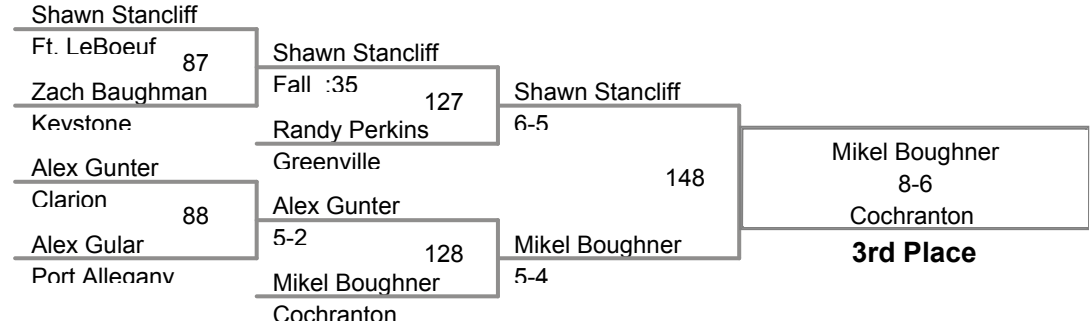 Shawn Stancliff
Ft. LeBoeuf
87
Zach Baughman
Keystone
Alex Gunter
Clarion
88
Alex Gular
Port Allegany
Shawn Stancliff
Fall :35
127
Randy Perkins
Greenville
Alex Gunter
5-2
128
Mikel Boughner
Cochranton
Shawn Stancliff
6-5
148
Mikel Boughner
5-4
Mikel Boughner
8-6
Cochranton
3rd Place